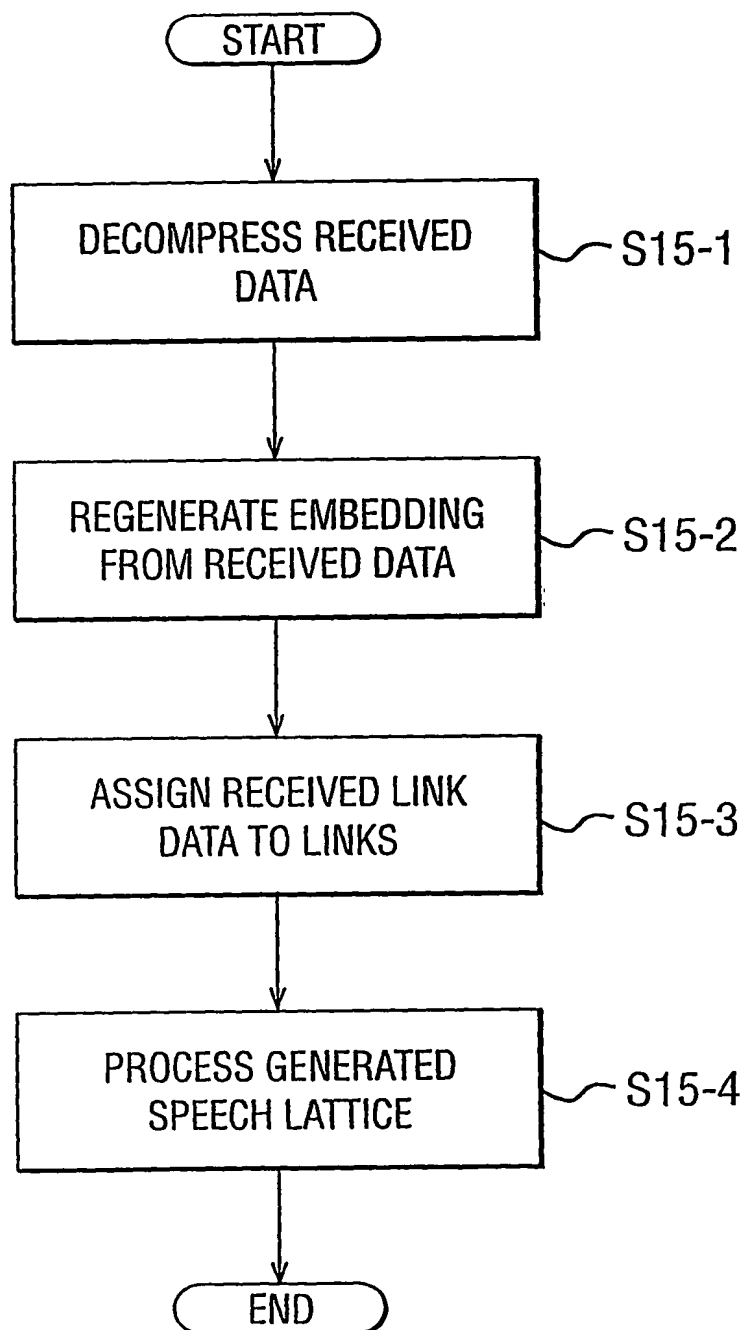 START
DECOMPRESS RECEIVED
DATA
S15-1
REGENERATE EMBEDDING
FROM RECEIVED DATA
S15-2
ASSIGN RECEIVED LINK
DATA TO LINKS
S15-3
PROCESS GENERATED
SPEECH LATTICE
S15-4
END